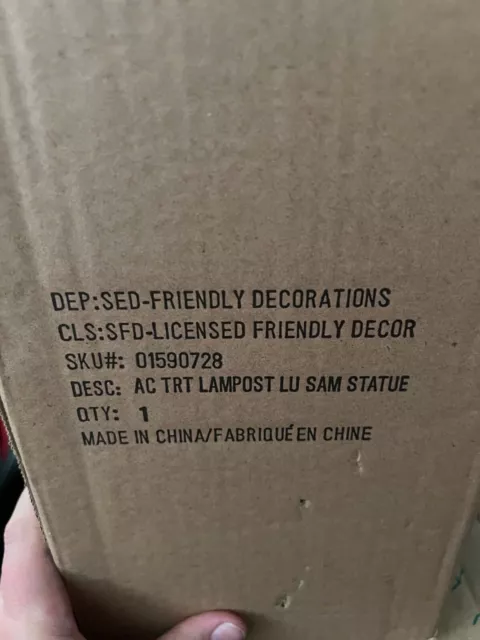 DEP:SED-FRIENDLY DECORATIONS
CLS:SFD-LICENSED FRIENDLY DECOR
SKU#: 01590728
DESC: AC TRT LAMPOST LU SAM STATUE
QTY: 1
MADE IN CHINA/FABRIQUÉ EN CHINE